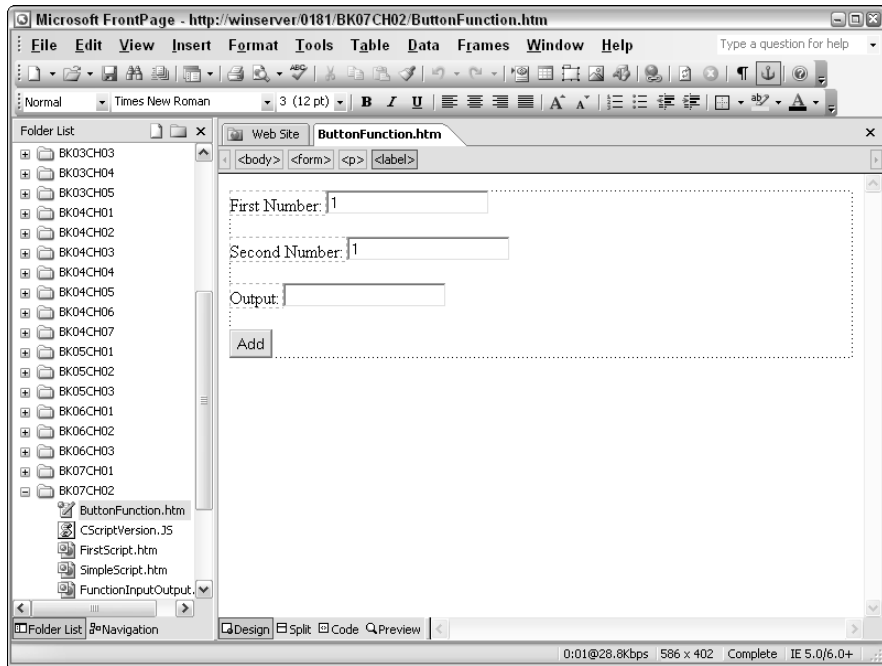 Microsoft FrontPage - http://winserver/0181/BK07CH02/ButtonFunction.htm
File Edit View Insert Format Tools Table Data Frames Window Help
Type a question for help
Normal Times New Roman 3 (12 pt) B I U A A A
Folder List
Web Site ButtonFunction.htm
<body> <form> <p> <label>
BK03CH03
BK03CH04
BK03CH05
BK04CH01
BK04CH02
BK04CH03
BK04CH04
BK04CH05
BK04CH06
BK04CH07
BK05CH01
BK05CH02
BK05CH03
BK06CH01
BK06CH02
BK06CH03
BK07CH01
BK07CH02
ButtonFunction.htm
CScriptVersion.JS
FirstScript.htm
SimpleScript.htm
FunctionInputOutput.
First Number: 1
Second Number: 1
Output:
Add
Folder List Navigation
Design Split Code Preview
0:01@28.8Kbps 586 x 402 Complete IE 5.0/6.0+